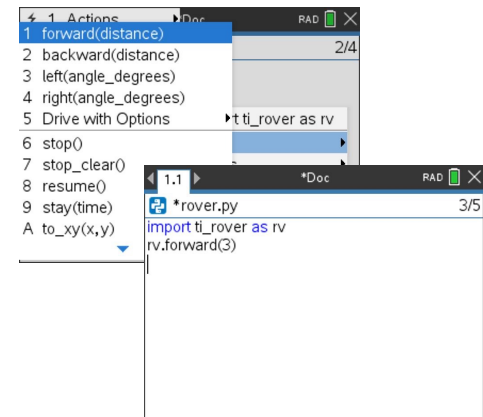 1 Actions
*Doc
RAD
1 forward(distance)
2/4
2 backward(distance)
3 left(angle_degrees)
4 right(angle_degrees)
5 Drive with Options
rt ti_rover as rv
6 stop()
7 stop_clear()
8 resume()
9 stay(time)
A to_xy(x,y)
1.1
*Doc
RAD
*rover.py
3/5
import ti_rover as rv
rv.forward(3)